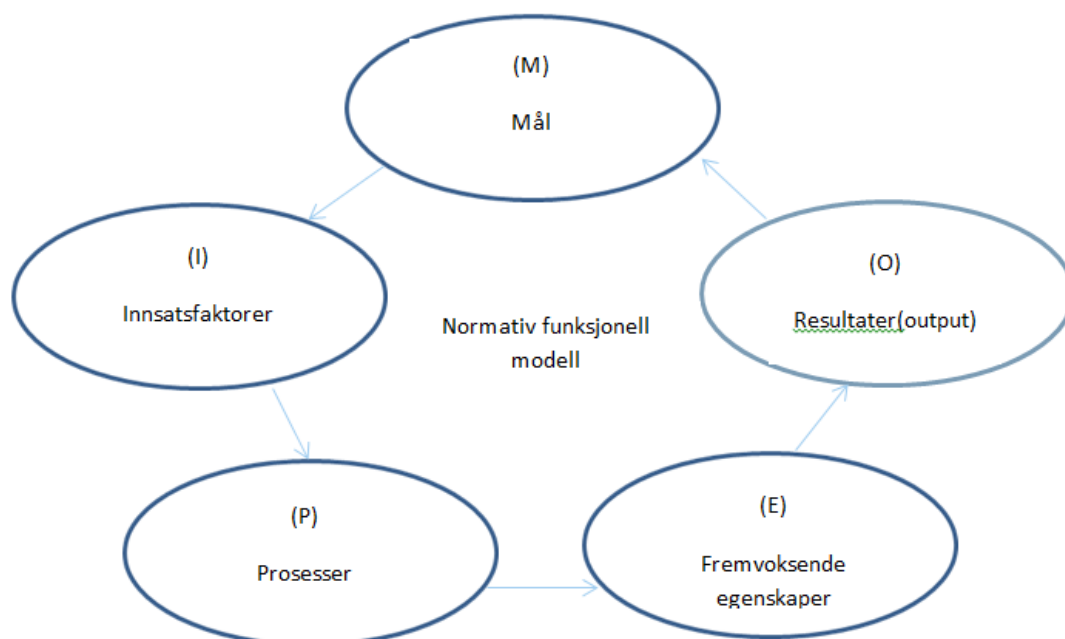 (M)
Mål
(I)
Innsatsfaktorer
(O)
Resultater(output)
Normativ funksjonell
modell
(P)
Prosesser
(E)
Fremvoksende
egenskaper